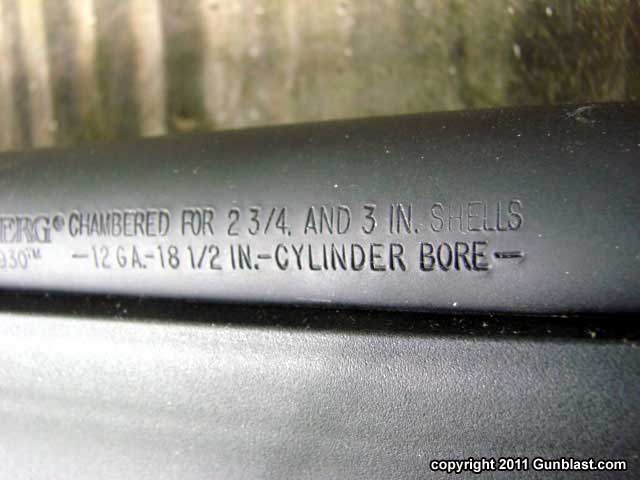 ERG® CHAMBERED FOR 2 3/4. AND 3 IN. SHELLS
930™ —12 GA.-18 1/2 IN.-CYLINDER BORE—
copyright 2011 Gunblast.com